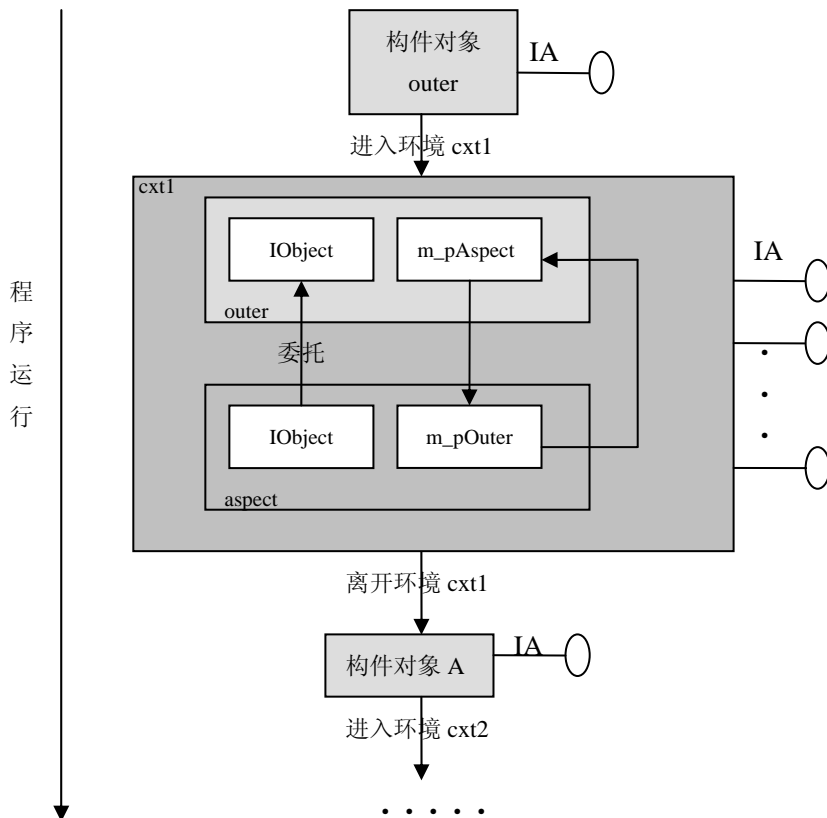 构件对象
outer
IA
进入环境 cxt1
cxt1
IObject
m_pAspect
IA
outer
程
序
运
行
委托
IObject
m_pOuter
aspect
离开环境 cxt1
构件对象 A
IA
进入环境 cxt2
· · · · ·